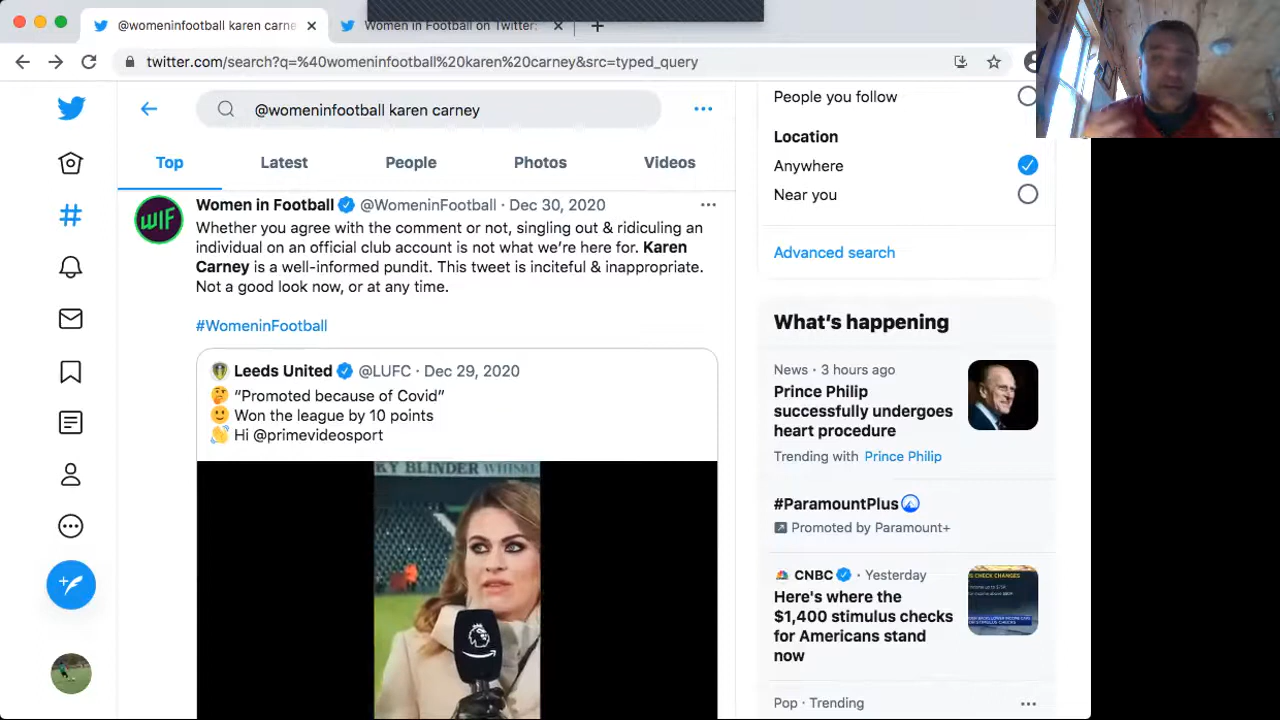 @womeninfootball karen carne
Women in Football on Twitter:
twitter.com/search?q=%40womeninfootball%20karen%20carney&src=typed_query
@womeninfootball karen carney
Top
Latest
People
Photos
Videos
WIF
Women in Football @WomeninFootball · Dec 30, 2020
Whether you agree with the comment or not, singling out & ridiculing an
individual on an official club account is not what we're here for. Karen
Carney is a well-informed pundit. This tweet is inciteful & inappropriate.
Not a good look now, or at any time.
#WomeninFootball
Leeds United @LUFC · Dec 29, 2020
🤔 “Promoted because of Covid”
🙂 Won the league by 10 points
👋 Hi @primevideosport
KY BLINDER WHISKE
People you follow
Location
Anywhere
Near you
Advanced search
What's happening
News · 3 hours ago
Prince Philip
successfully undergoes
heart procedure
Trending with Prince Philip
#ParamountPlus
Promoted by Paramount+
CNBC · Yesterday
Here's where the
$1,400 stimulus checks
for Americans stand
now
Pop · Trending